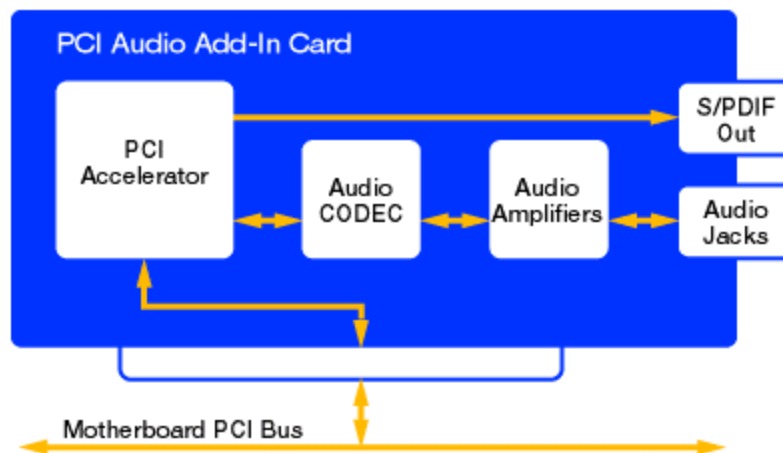 PCI Audio Add-In Card
PCI
Accelerator
S/PDIF
Out
Audio
CODEC
Audio
Amplifiers
Audio
Jacks
Motherboard PCI Bus